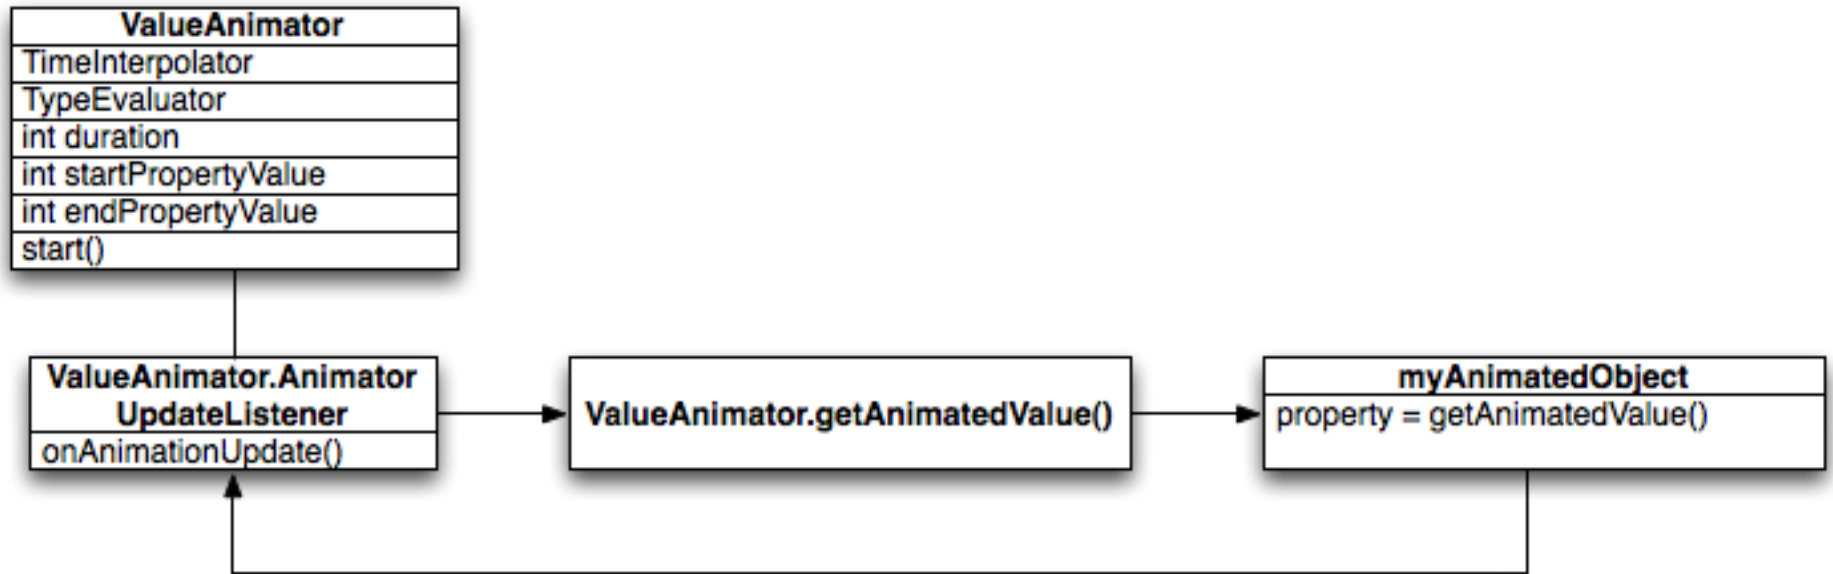 ValueAnimator
TimeInterpolator
TypeEvaluator
int duration
int startPropertyValue
int endPropertyValue
start()
ValueAnimator.Animator
UpdateListener
onAnimationUpdate()
ValueAnimator.getAnimatedValue()
myAnimatedObject
property = getAnimatedValue()